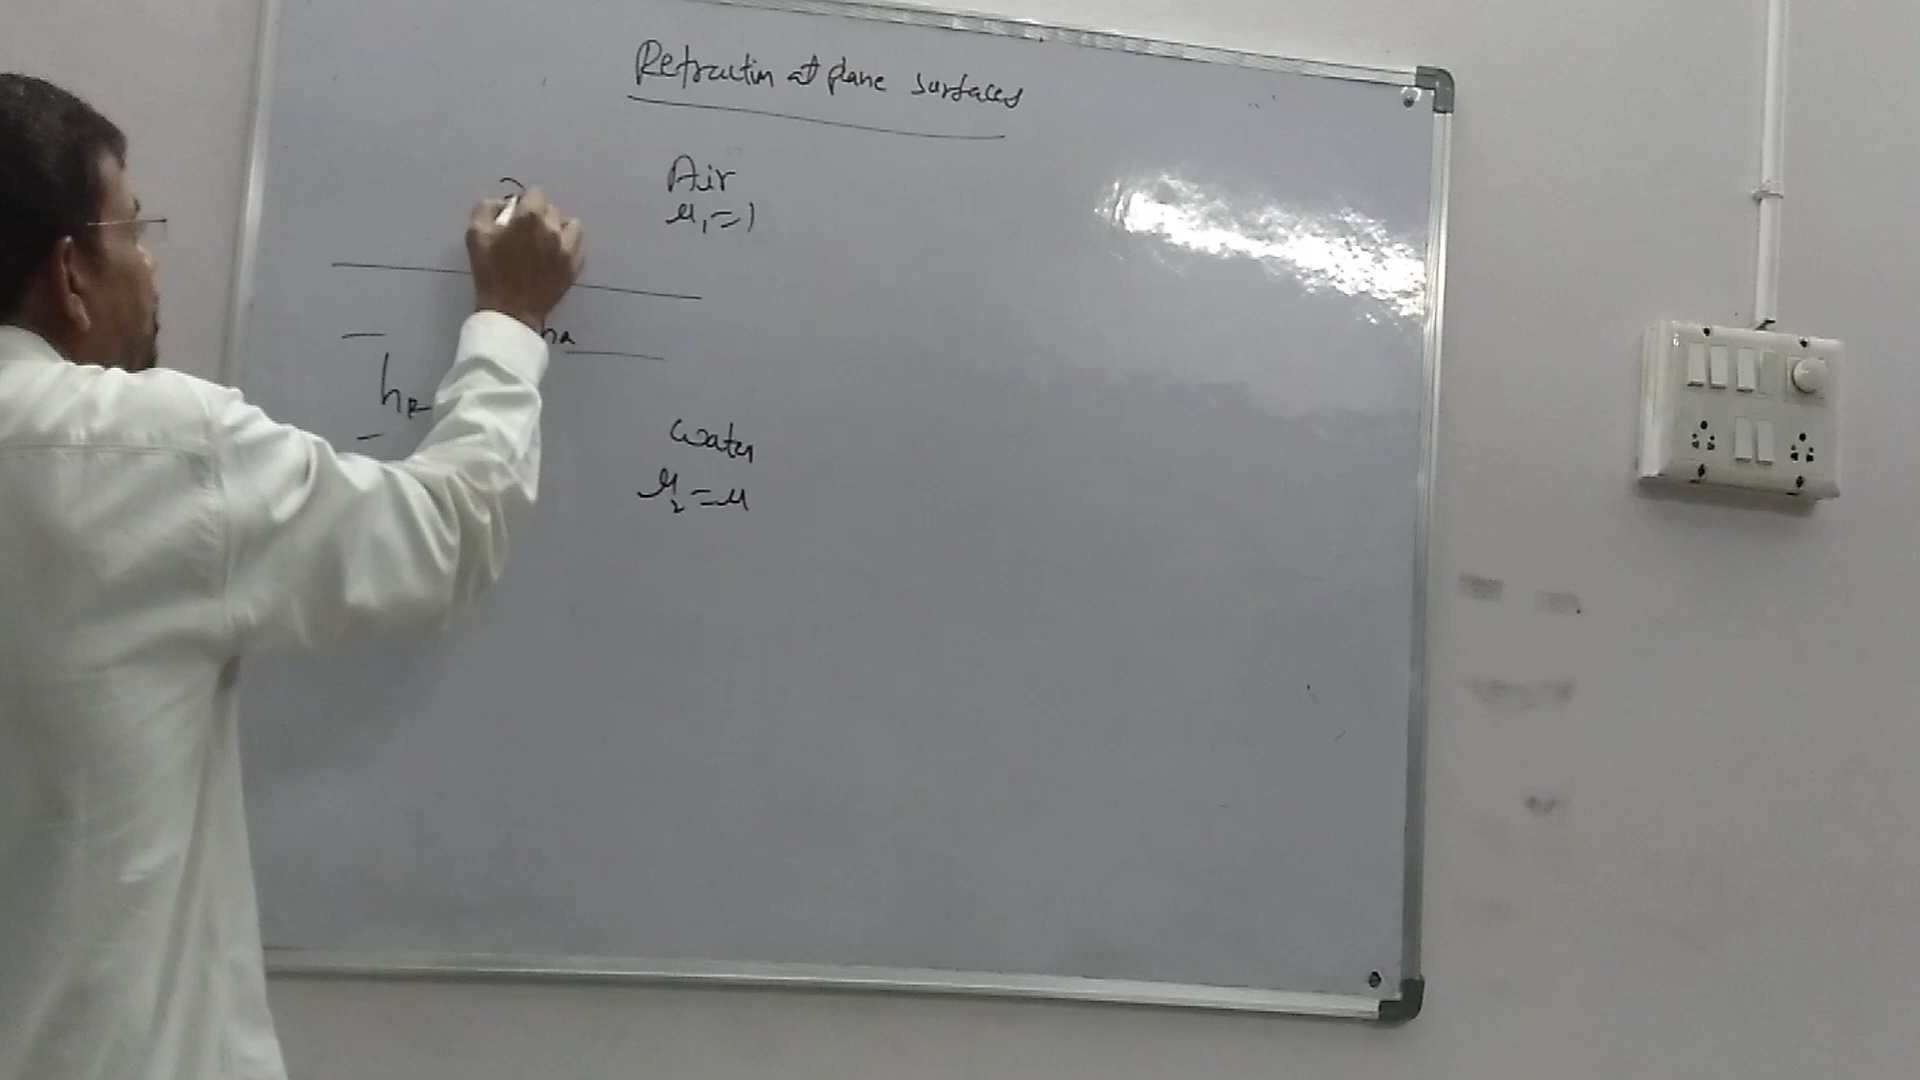 Refraction at plane surfaces
Air
μ₁=1
hA
hR
water
μ₂=μ